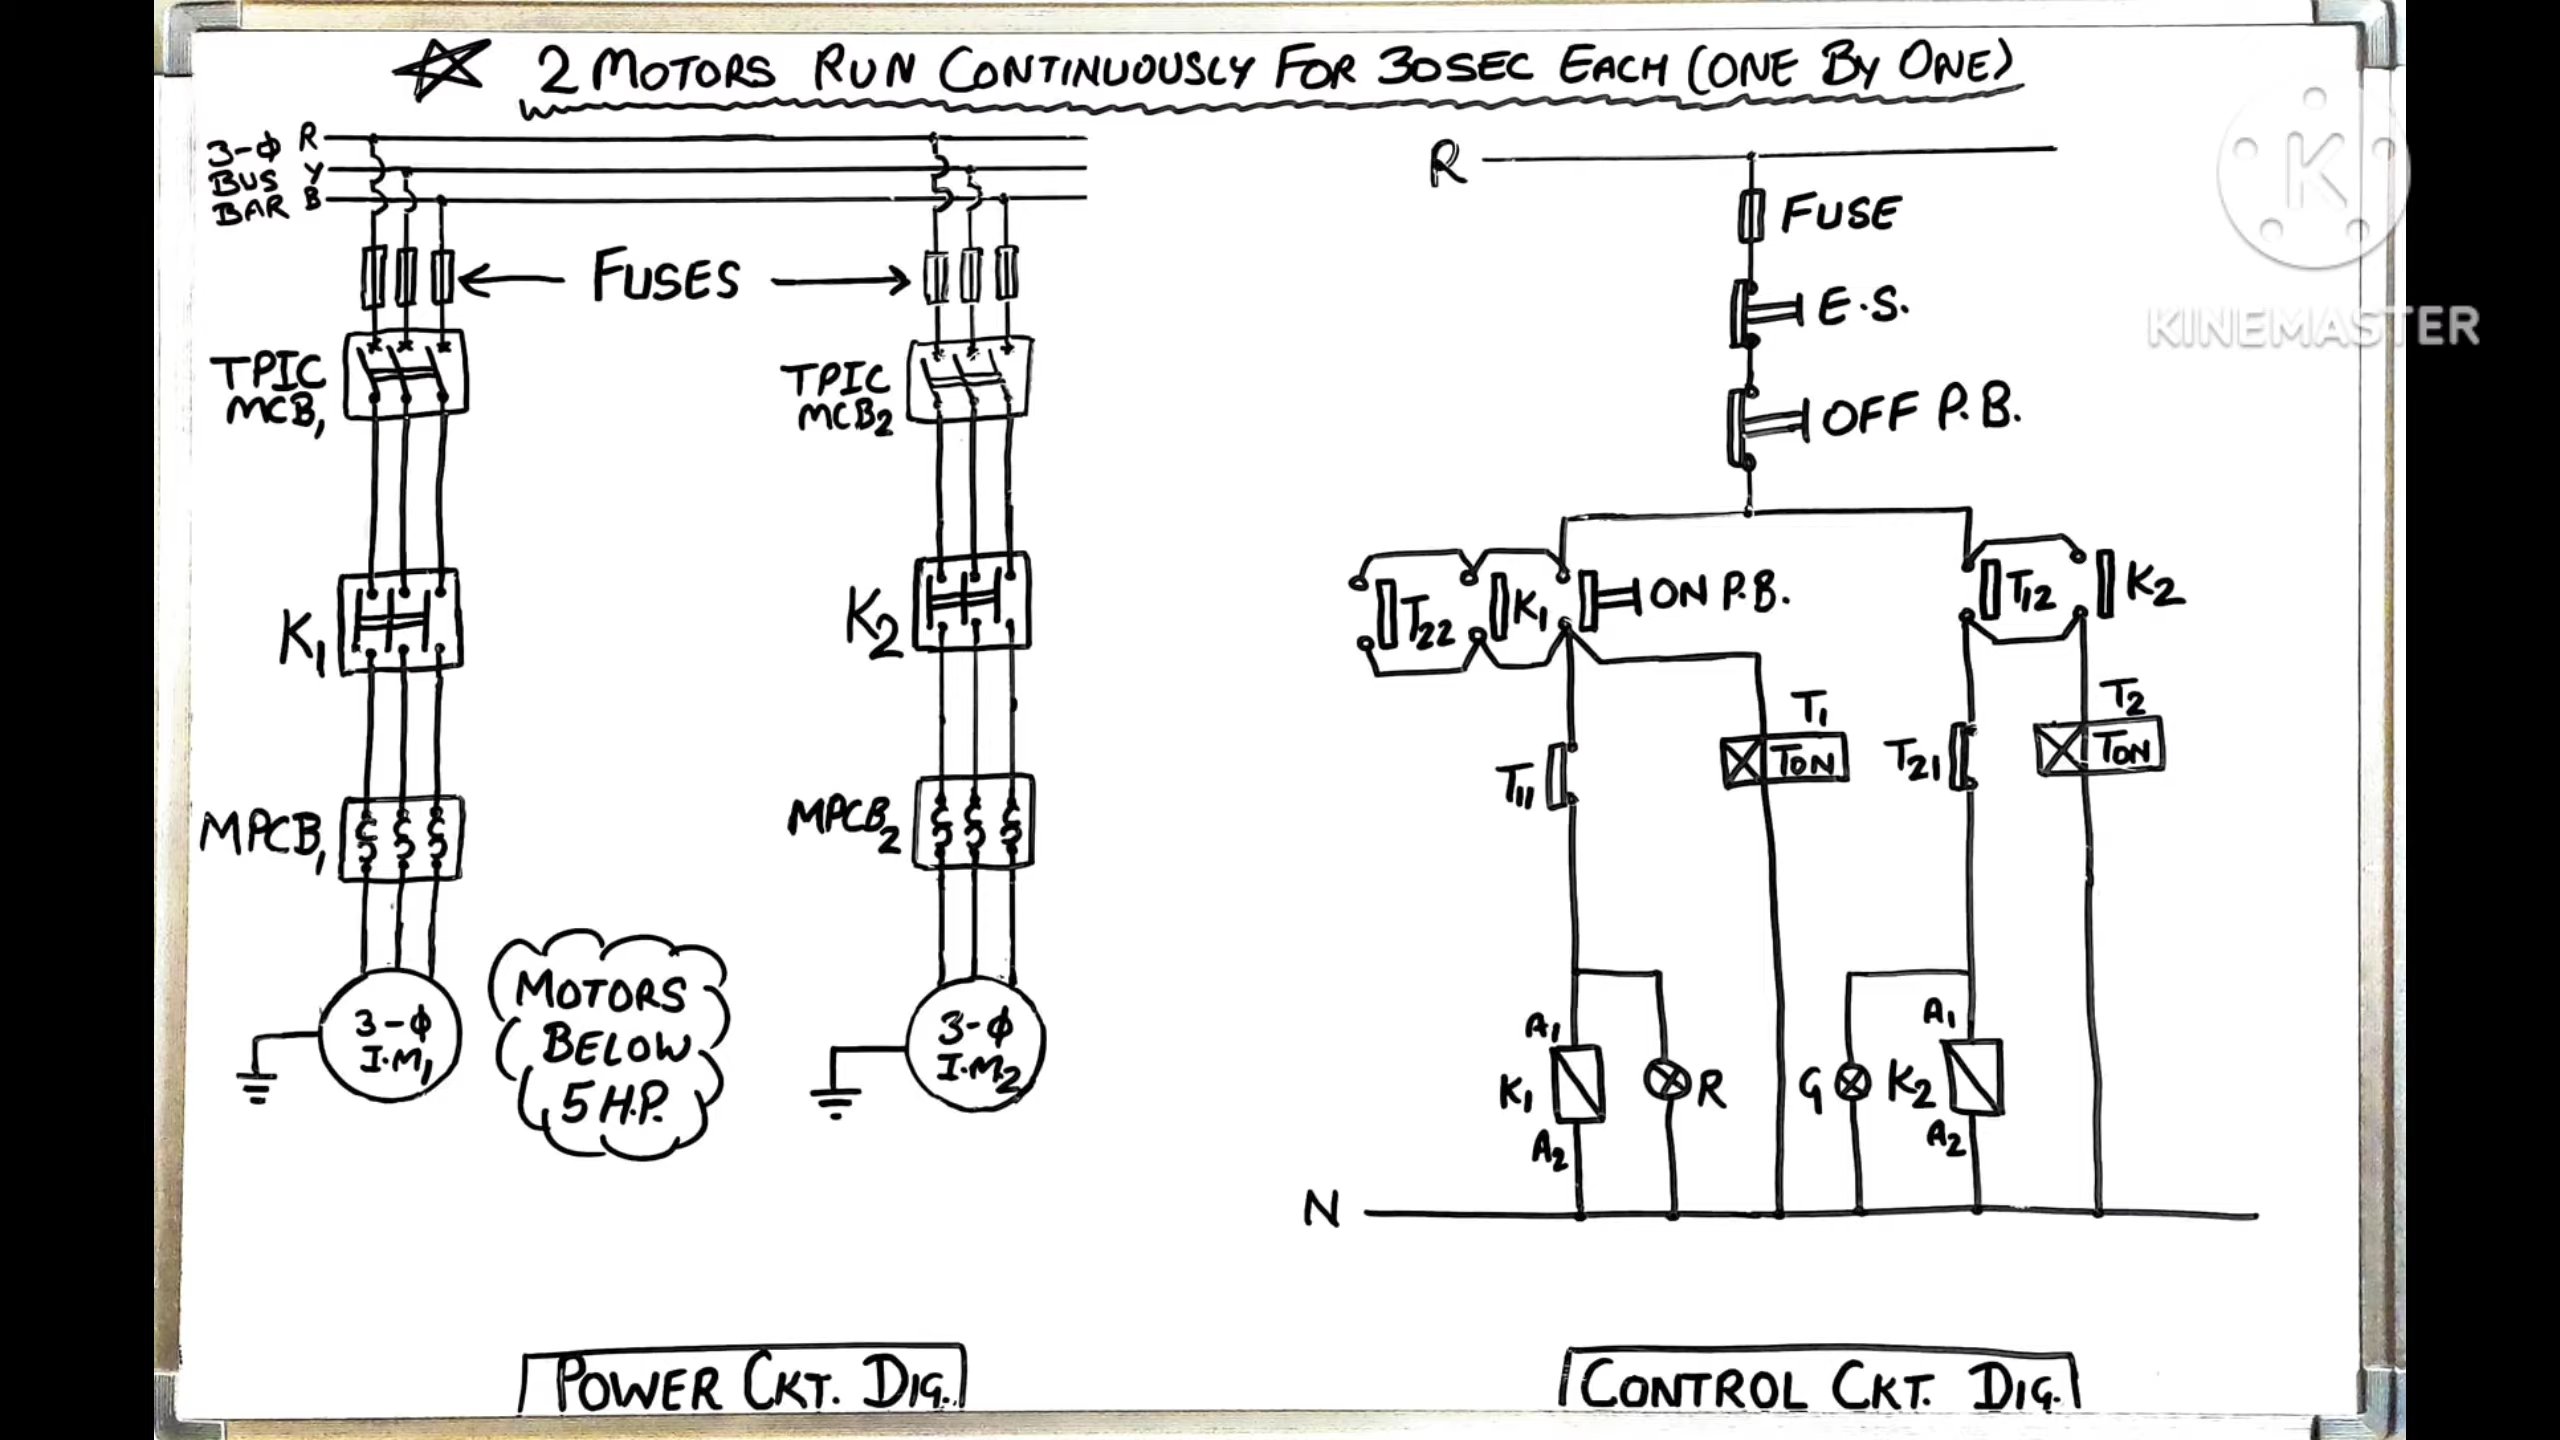 2 MOTORS RUN CONTINUOUSLY FOR 30SEC EACH (ONE BY ONE)
3-Φ
BUS
BAR
R
Y
B
FUSES
TPIC
MCB1
TPIC
MCB2
K1
K2
MPCB1
MPCB2
3-Φ
I.M1
MOTORS
BELOW
5 H.P.
3-Φ
I.M2
POWER CKT. DIG.
R
FUSE
E.S.
OFF P.B.
T22
K1
ON P.B.
T12
K2
T11
T1
TON
T21
T2
TON
A1
K1
A2
R
G
A1
K2
A2
N
CONTROL CKT. DIG.
K
KINEMASTER